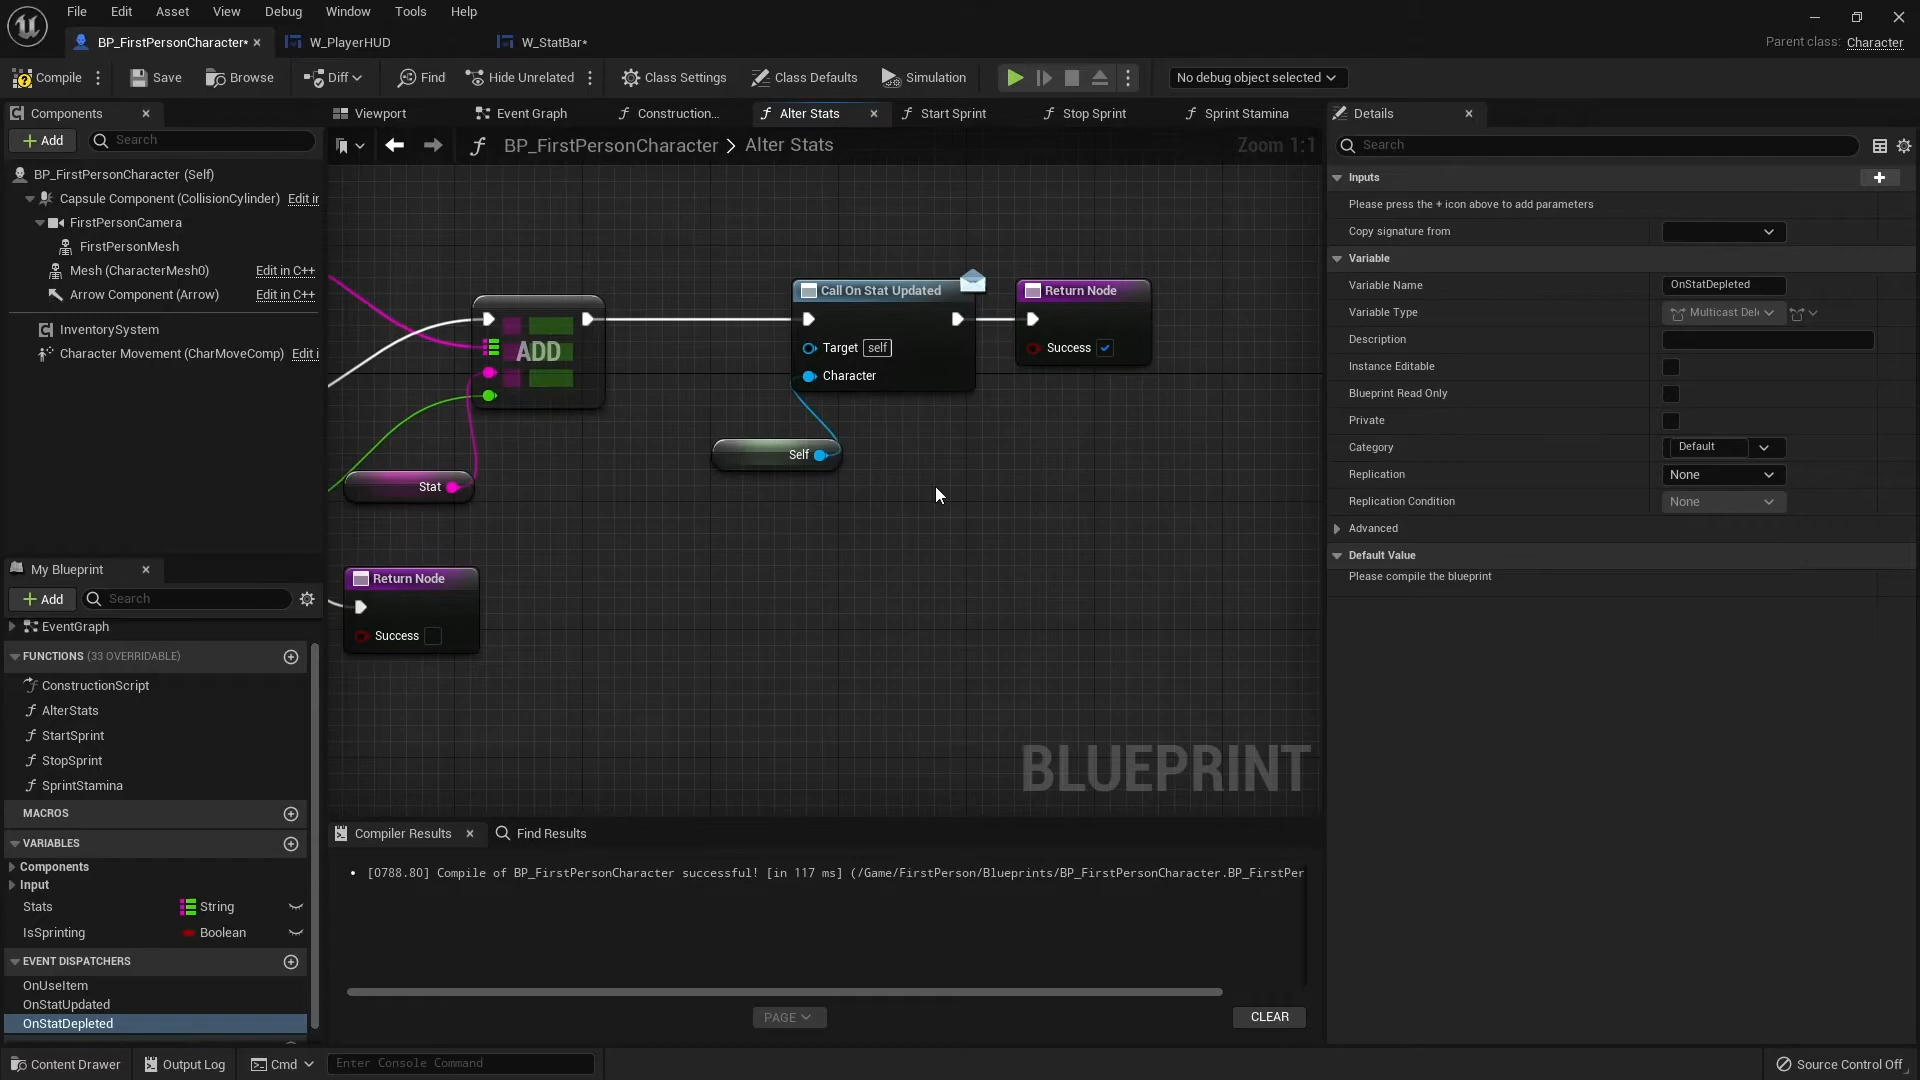 File Edit Asset View Debug Window Tools Help
BP_FirstPersonCharacter* W_PlayerHUD W_StatBar*
Parent class: Character
Compile Save Browse Diff Find Hide Unrelated Class Settings Class Defaults Simulation No debug object selected
Components
Viewport Event Graph Construction... Alter Stats Start Sprint Stop Sprint Sprint Stamina
Details
Add Search
BP_FirstPersonCharacter > Alter Stats Zoom 1:1
Search
BP_FirstPersonCharacter (Self)
Capsule Component (CollisionCylinder) Edit in
FirstPersonCamera
FirstPersonMesh
Mesh (CharacterMesh0) Edit in C++
Arrow Component (Arrow) Edit in C++
InventorySystem
Character Movement (CharMoveComp) Edit i
ADD
Call On Stat Updated
Target self
Character
Return Node
Success
Self
Stat
Return Node
Success
BLUEPRINT
Inputs
Please press the + icon above to add parameters
Copy signature from
Variable
Variable Name OnStatDepleted
Variable Type Multicast Del
Description
Instance Editable
Blueprint Read Only
Private
Category Default
Replication None
Replication Condition None
Advanced
Default Value
Please compile the blueprint
My Blueprint
Add Search
EventGraph
FUNCTIONS (33 OVERRIDABLE)
ConstructionScript
AlterStats
StartSprint
StopSprint
SprintStamina
MACROS
VARIABLES
Components
Input
Stats String
IsSprinting Boolean
EVENT DISPATCHERS
OnUseItem
OnStatUpdated
OnStatDepleted
Compiler Results Find Results
[0788.80] Compile of BP_FirstPersonCharacter successful! [in 117 ms] (/Game/FirstPerson/Blueprints/BP_FirstPersonCharacter.BP_FirstPer
PAGE CLEAR
Content Drawer Output Log Cmd Enter Console Command Source Control Off